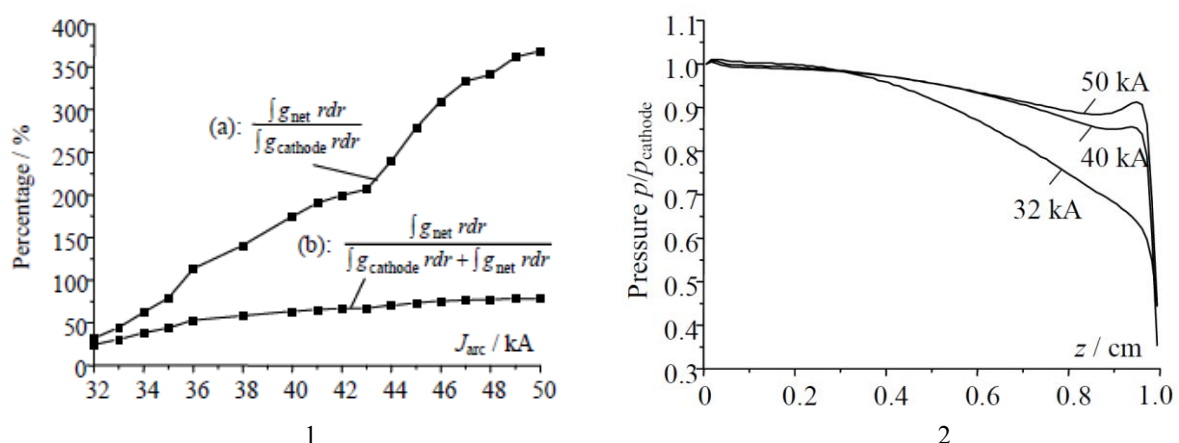 400
350
300
250
200
150
100
50
0
Percentage / %
(a): ∫ g_net rdr / ∫ g_cathode rdr
(b): ∫ g_net rdr / ∫ g_cathode rdr + ∫ g_net rdr
J_arc / kA
32 34 36 38 40 42 44 46 48 50
1
1.1
1.0
0.9
0.8
0.7
0.6
0.5
0.4
0.3
Pressure p/p_cathode
50 kA
40 kA
32 kA
z / cm
0 0.2 0.4 0.6 0.8 1.0
2